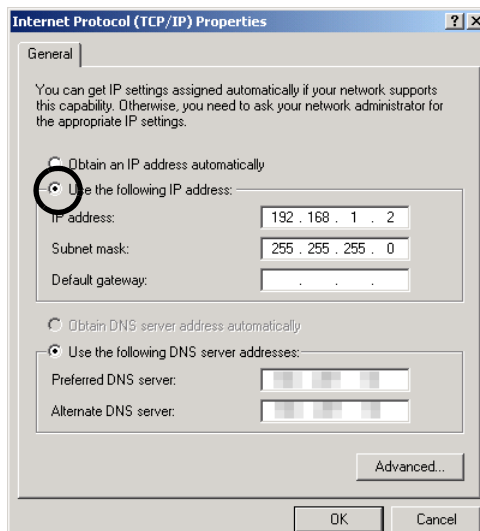 Internet Protocol (TCP/IP) Properties
General
You can get IP settings assigned automatically if your network supports
this capability. Otherwise, you need to ask your network administrator for
the appropriate IP settings.
Obtain an IP address automatically
Use the following IP address:
IP address:
192 . 168 . 1 . 2
Subnet mask:
255 . 255 . 255 . 0
Default gateway:
. . .
Obtain DNS server address automatically
Use the following DNS server addresses:
Preferred DNS server:
Alternate DNS server:
Advanced...
OK
Cancel